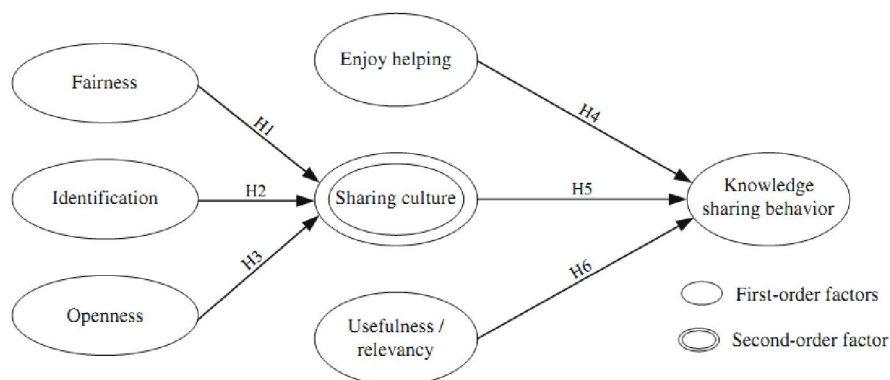 Fairness
Identification
Openness
H1
H2
H3
Enjoy helping
Sharing culture
Usefulness /
relevancy
H4
H5
H6
Knowledge
sharing behavior
First-order factors
Second-order factor